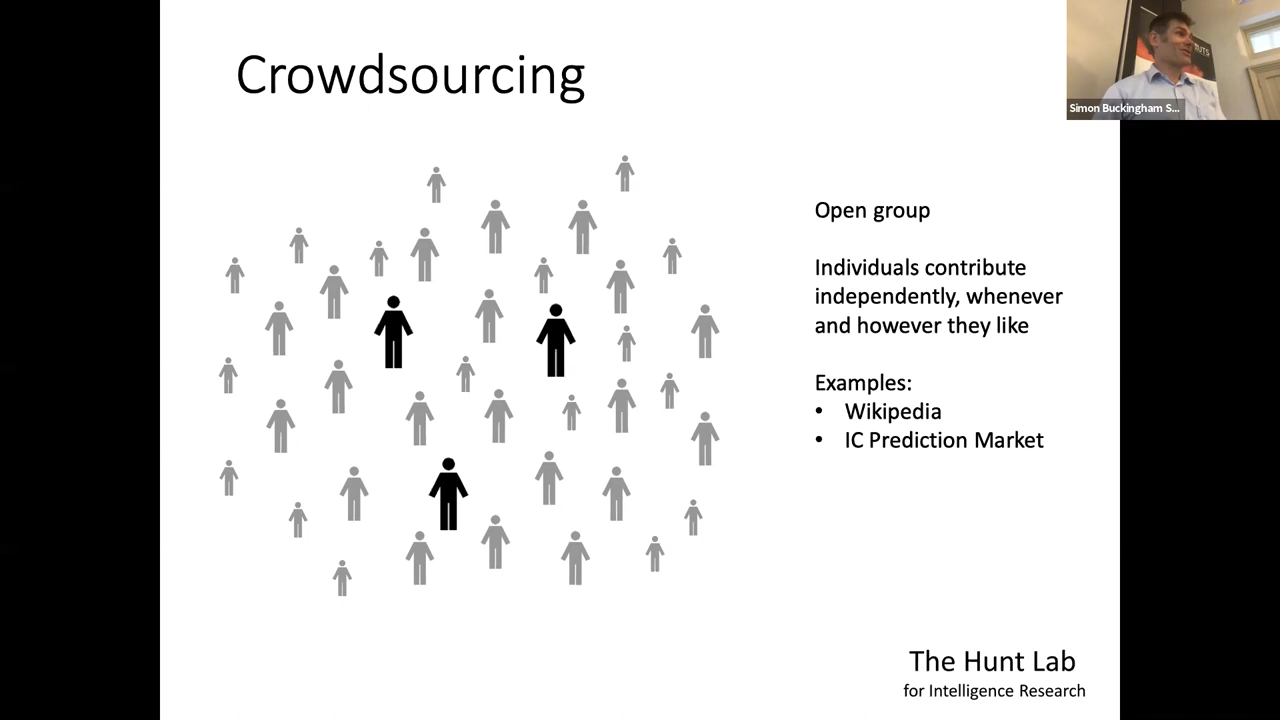 Crowdsourcing
UTS
Simon Buckingham S...
Open group
Individuals contribute
independently, whenever
and however they like
Examples:
• Wikipedia
• IC Prediction Market
The Hunt Lab
for Intelligence Research